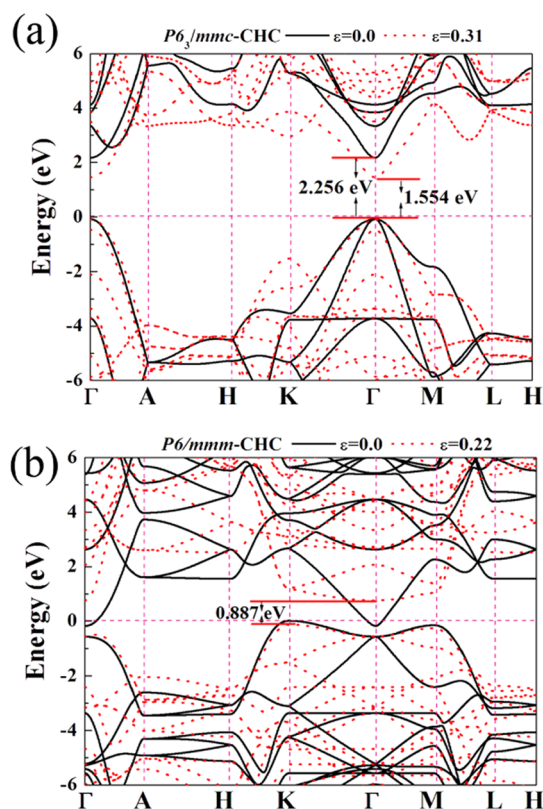 (a)
P6₃/mmc-CHC ε=0.0 ε=0.31
6
4
2
0
-2
-4
-6
Energy (eV)
2.256 eV
1.554 eV
Γ A H K Γ M L H
(b)
P6/mmm-CHC ε=0.0 ε=0.22
6
4
2
0
-2
-4
-6
Energy (eV)
0.887 eV
Γ A H K Γ M L H